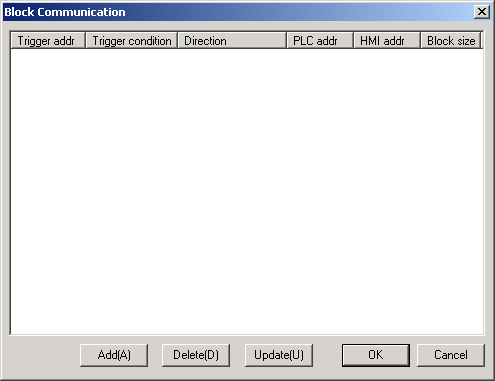 Block Communication
Trigger addr Trigger condition Direction PLC addr HMI addr Block size
Add(A) Delete(D) Update(U) OK Cancel